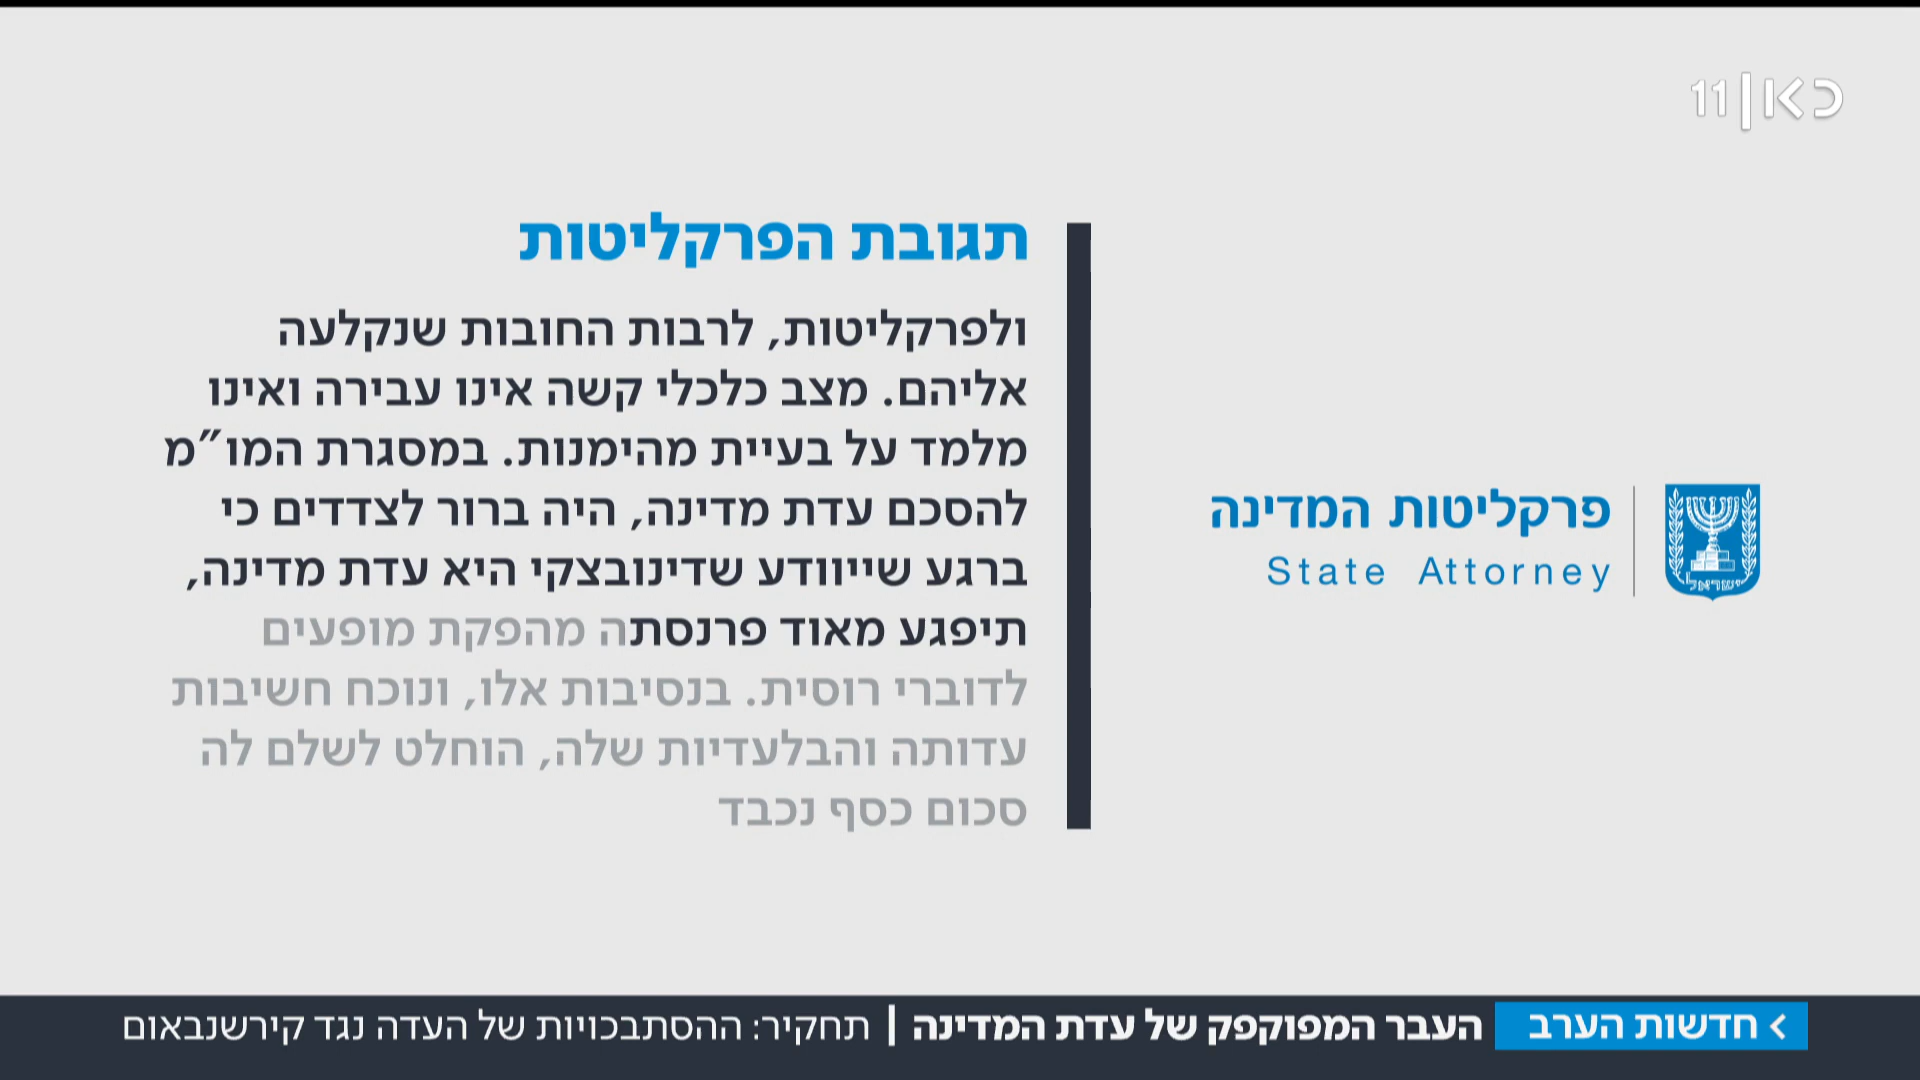 כאן 11
תגובת הפרקליטות
ולפרקליטות, לרבות החובות שנקלעה
אליהם. מצב כלכלי קשה אינו עבירה ואינו
מלמד על בעיית מהימנות. במסגרת המו״מ
להסכם עדת מדינה, היה ברור לצדדים כי
ברגע שייוודע שדינובצקי היא עדת מדינה,
תיפגע מאוד פרנסתה מהפקת מופעים
לדוברי רוסית. בנסיבות אלו, ונוכח חשיבות
עדותה והבלעדיות שלה, הוחלט לשלם לה
סכום כסף נכבד
פרקליטות המדינה
State Attorney
ישראל
חדשות הערב
העבר המפוקפק של עדת המדינה | תחקיר: ההסתבכויות של העדה נגד קירשנבאום